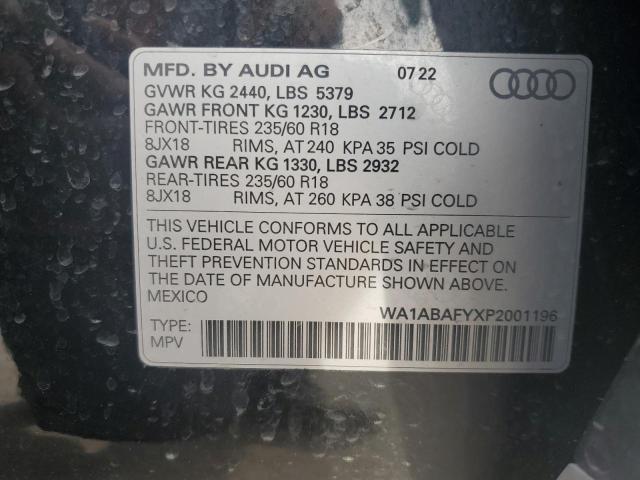 MFD. BY AUDI AG 07 22
GVWR KG 2440, LBS 5379
GAWR FRONT KG 1230, LBS 2712
FRONT-TIRES 235/60 R18
8JX18 RIMS, AT 240 KPA 35 PSI COLD
GAWR REAR KG 1330, LBS 2932
REAR-TIRES 235/60 R18
8JX18 RIMS, AT 260 KPA 38 PSI COLD
THIS VEHICLE CONFORMS TO ALL APPLICABLE
U.S. FEDERAL MOTOR VEHICLE SAFETY AND
THEFT PREVENTION STANDARDS IN EFFECT ON
THE DATE OF MANUFACTURE SHOWN ABOVE.
MEXICO
WA1ABAFYXP2001196
TYPE:
MPV